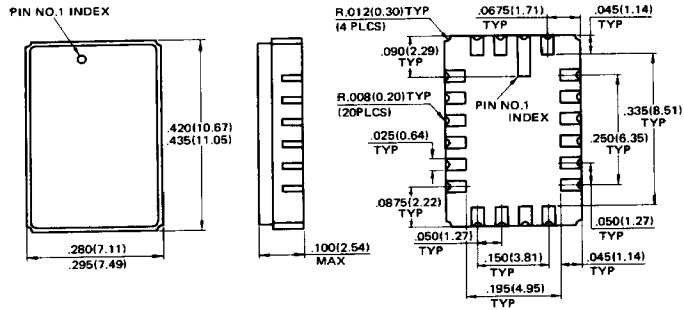 PIN NO.1 INDEX
.420(10.67)
.435(11.05)
.280(7.11)
.295(7.49)
.100(2.54)
MAX
R.012(0.30)TYP
(4 PLCS)
.0675(1.71)
TYP
.045(1.14)
TYP
.090(2.29)
TYP
R.008(0.20)TYP
(20PLCS)
PIN NO.1
INDEX
.335(8.51)
TYP
.250(6.35)
TYP
.025(0.64)
TYP
.0875(2.22)
TYP
.050(1.27)
TYP
.050(1.27)
TYP
.150(3.81)
TYP
.045(1.14)
TYP
.195(4.95)
TYP